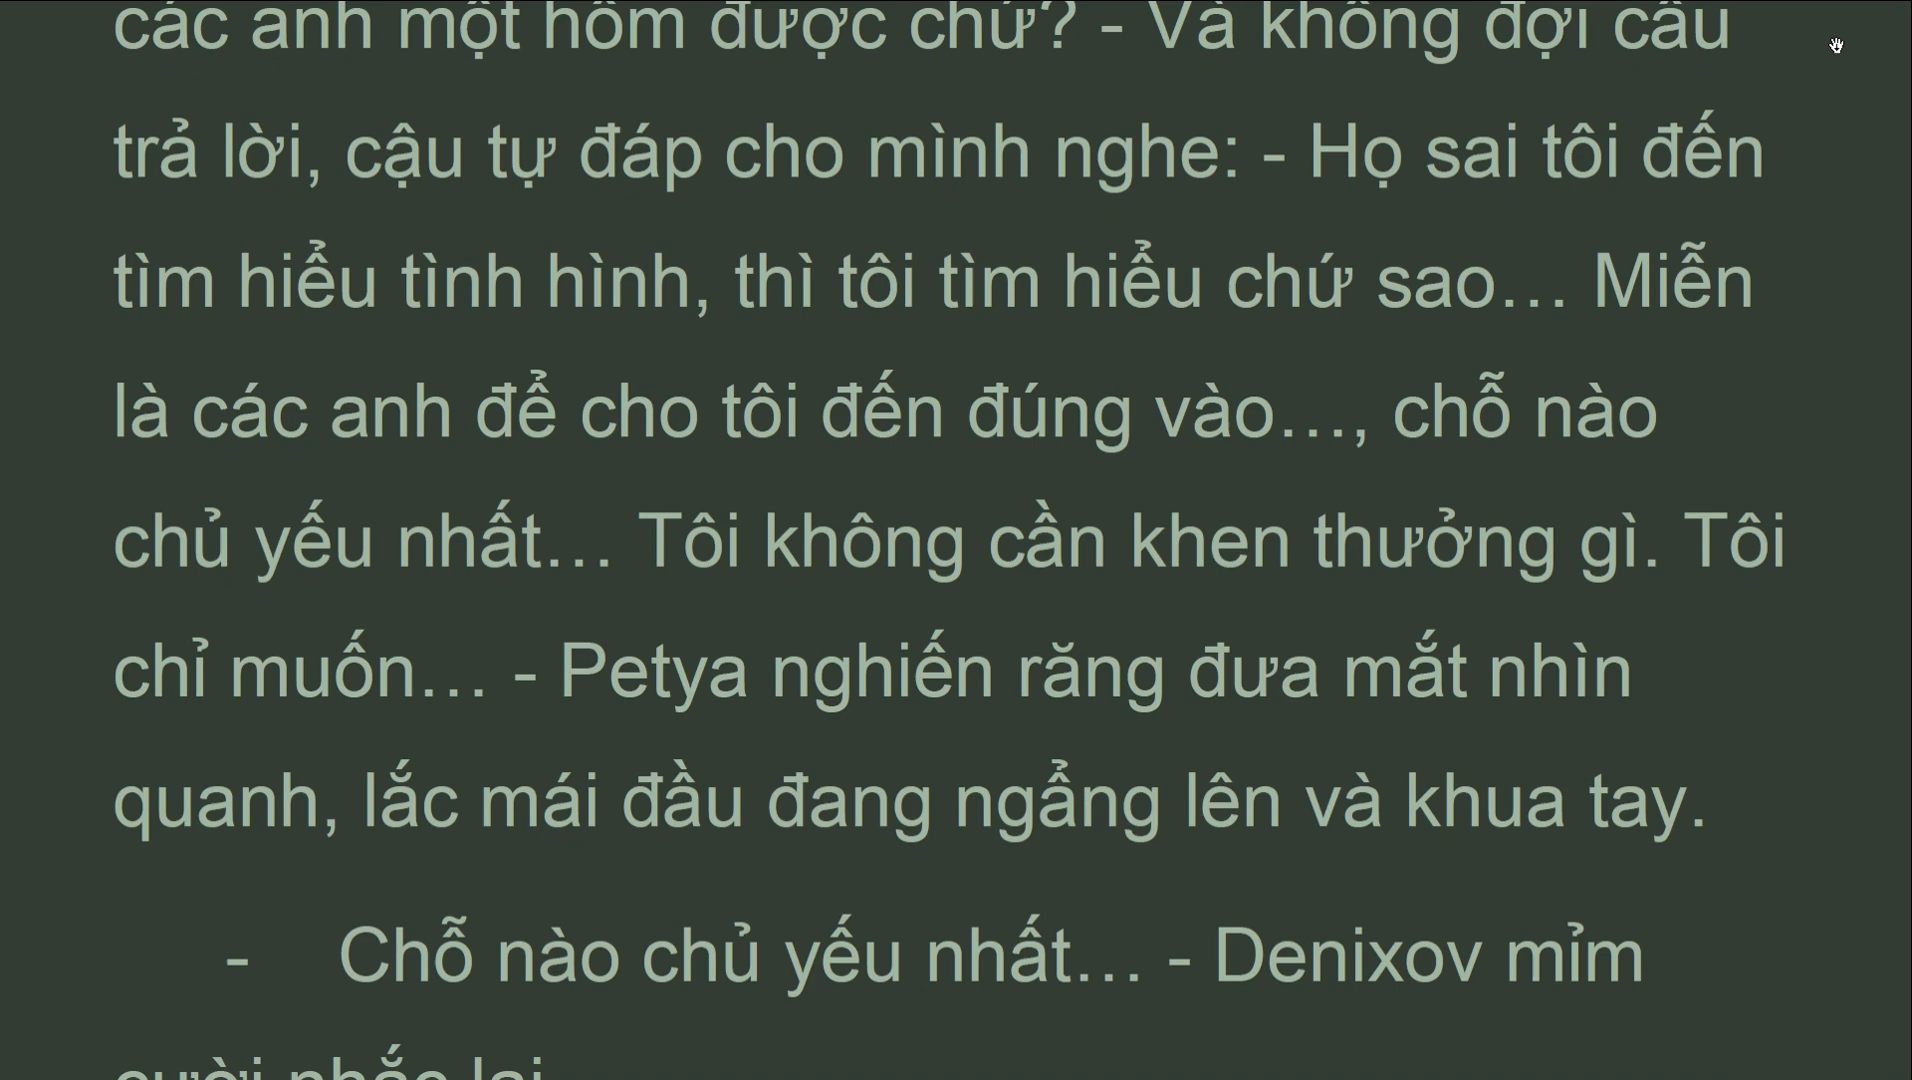 các anh một hôm được chứ? - Và không đợi câu
trả lời, cậu tự đáp cho mình nghe: - Họ sai tôi đến
tìm hiểu tình hình, thì tôi tìm hiểu chứ sao… Miễn
là các anh để cho tôi đến đúng vào…, chỗ nào
chủ yếu nhất… Tôi không cần khen thưởng gì. Tôi
chỉ muốn… - Petya nghiến răng đưa mắt nhìn
quanh, lắc mái đầu đang ngẩng lên và khua tay.
- Chỗ nào chủ yếu nhất… - Denixov mỉm
cười nhắc lại